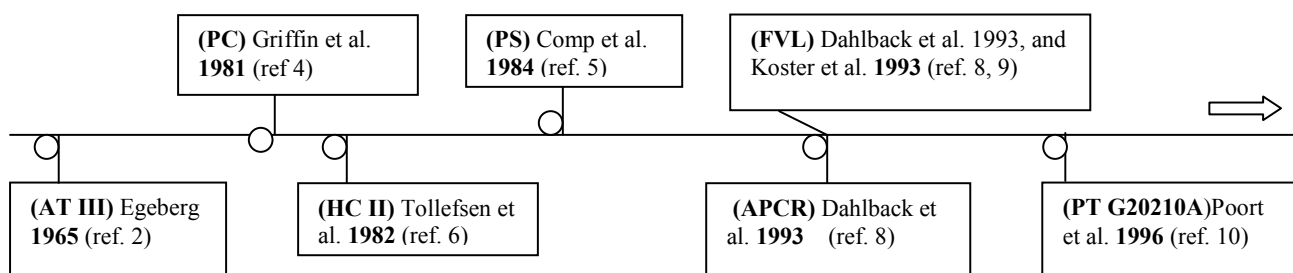 (PC) Griffin et al.
1981 (ref 4)
(PS) Comp et al.
1984 (ref. 5)
(FVL) Dahlback et al. 1993, and
Koster et al. 1993 (ref. 8, 9)
(AT III) Egeberg
1965 (ref. 2)
(HC II) Tollefsen et
al. 1982 (ref. 6)
(APCR) Dahlback et
al. 1993 (ref. 8)
(PT G20210A)Poort
et al. 1996 (ref. 10)